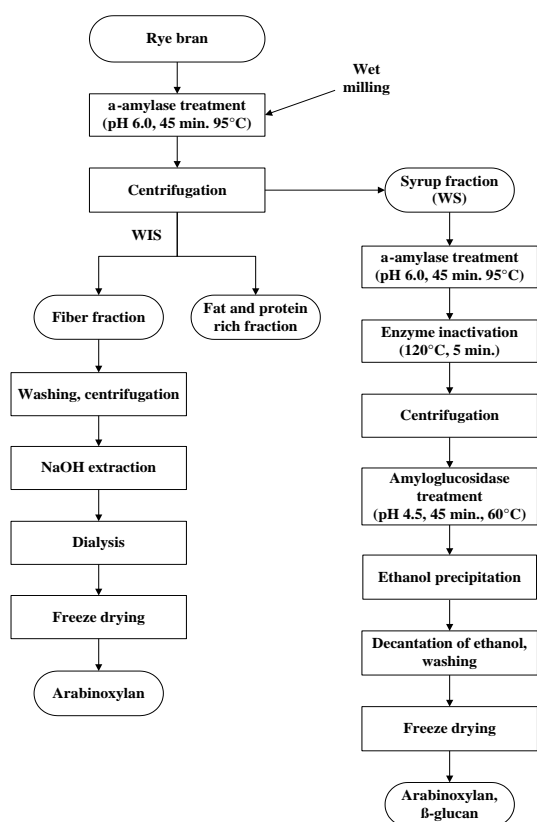 Rye bran
Wet
milling
a-amylase treatment
(pH 6.0, 45 min. 95°C)
Centrifugation
Syrup fraction
(WS)
WIS
a-amylase treatment
(pH 6.0, 45 min. 95°C)
Fiber fraction
Fat and protein
rich fraction
Enzyme inactivation
(120°C, 5 min.)
Washing, centrifugation
Centrifugation
NaOH extraction
Amyloglucosidase
treatment
(pH 4.5, 45 min., 60°C)
Dialysis
Ethanol precipitation
Freeze drying
Decantation of ethanol,
washing
Arabinoxylan
Freeze drying
Arabinoxylan,
ß-glucan